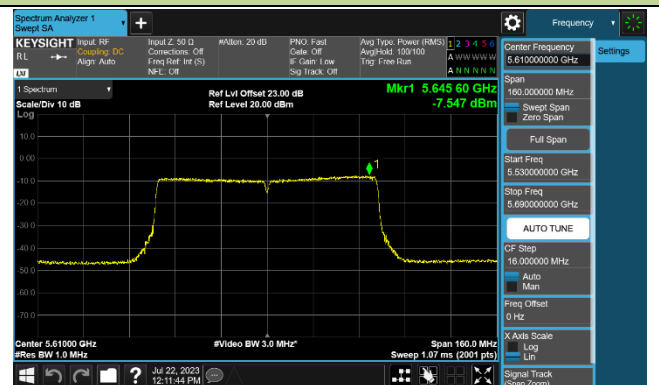 Spectrum Analyzer 1
Swept SA
Frequency
KEYSIGHT
RL
LXI
Input: RF
Coupling: DC
Align: Auto
Input Z: 50 Ω
Corrections: Off
Freq Ref: Int (S)
NFE: Off
#Atten: 20 dB
PNO: Fast
Gate: Off
IF Gain: Low
Sig Track: Off
Avg Type: Power (RMS)
Avg|Hold: 100/100
Trig: Free Run
1 2 3 4 5 6
A W W W W W
A N N N N N
1 Spectrum
Scale/Div 10 dB
Log
Ref Lvl Offset 23.00 dB
Ref Level 20.00 dBm
Mkr1 5.645 60 GHz
-7.547 dBm
10.0
0.00
-10.0
-20.0
-30.0
-40.0
-50.0
-60.0
-70.0
1
Center 5.61000 GHz
#Res BW 1.0 MHz
#Video BW 3.0 MHz*
Span 160.0 MHz
Sweep 1.07 ms (2001 pts)
Jul 22, 2023
12:11:44 PM
Center Frequency
5.610000000 GHz
Settings
Span
160.000000 MHz
Swept Span
Zero Span
Full Span
Start Freq
5.530000000 GHz
Stop Freq
5.690000000 GHz
AUTO TUNE
CF Step
16.000000 MHz
Auto
Man
Freq Offset
0 Hz
X Axis Scale
Log
Lin
Signal Track
(Span Zoom)